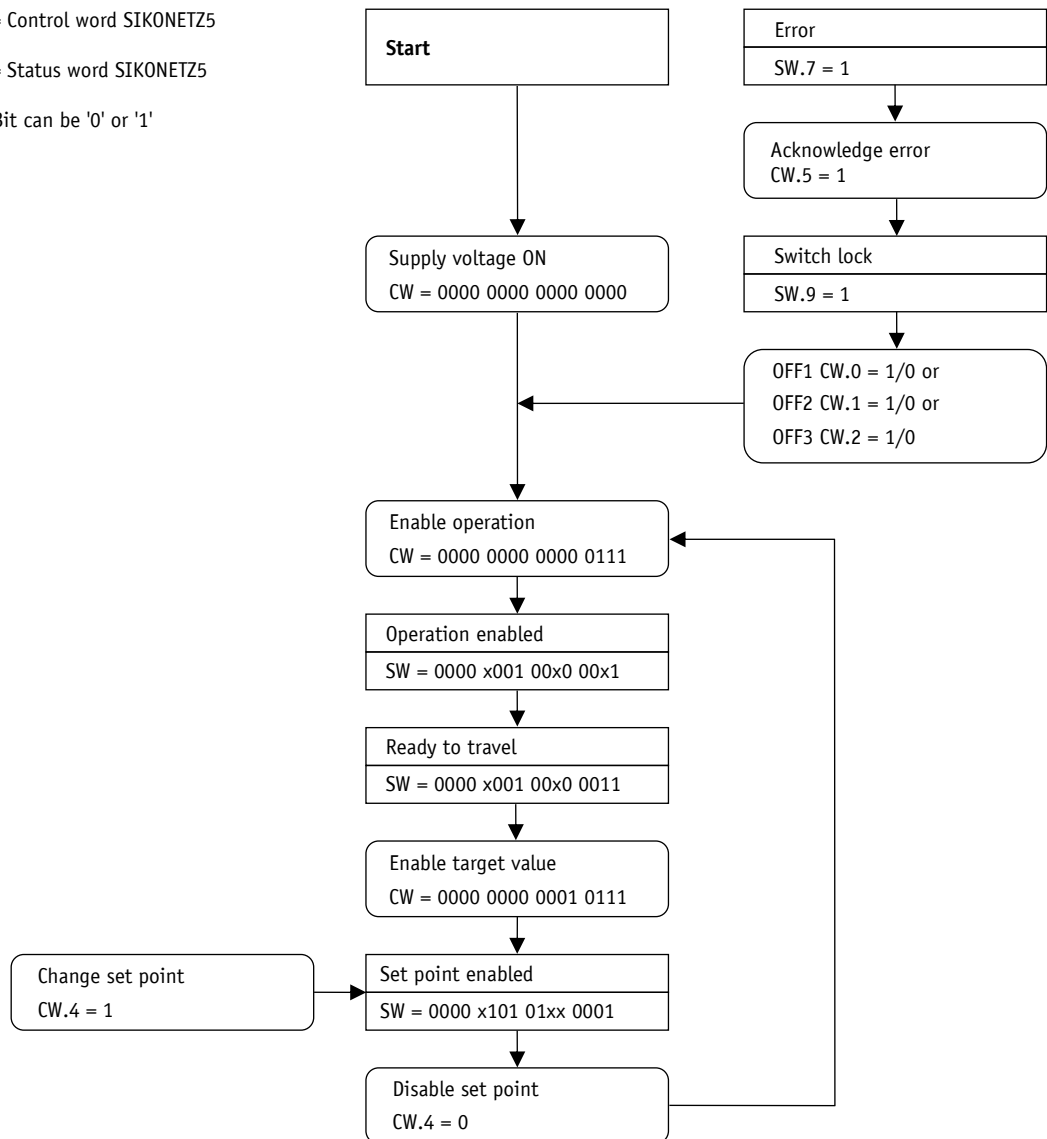 = Control word SIKONETZ5
= Status word SIKONETZ5
Bit can be '0' or '1'
Start
Supply voltage ON
CW = 0000 0000 0000 0000
Error
SW.7 = 1
Acknowledge error
CW.5 = 1
Switch lock
SW.9 = 1
OFF1 CW.0 = 1/0 or
OFF2 CW.1 = 1/0 or
OFF3 CW.2 = 1/0
Enable operation
CW = 0000 0000 0000 0111
Operation enabled
SW = 0000 x001 00x0 00x1
Ready to travel
SW = 0000 x001 00x0 0011
Enable target value
CW = 0000 0000 0001 0111
Change set point
CW.4 = 1
Set point enabled
SW = 0000 x101 01xx 0001
Disable set point
CW.4 = 0